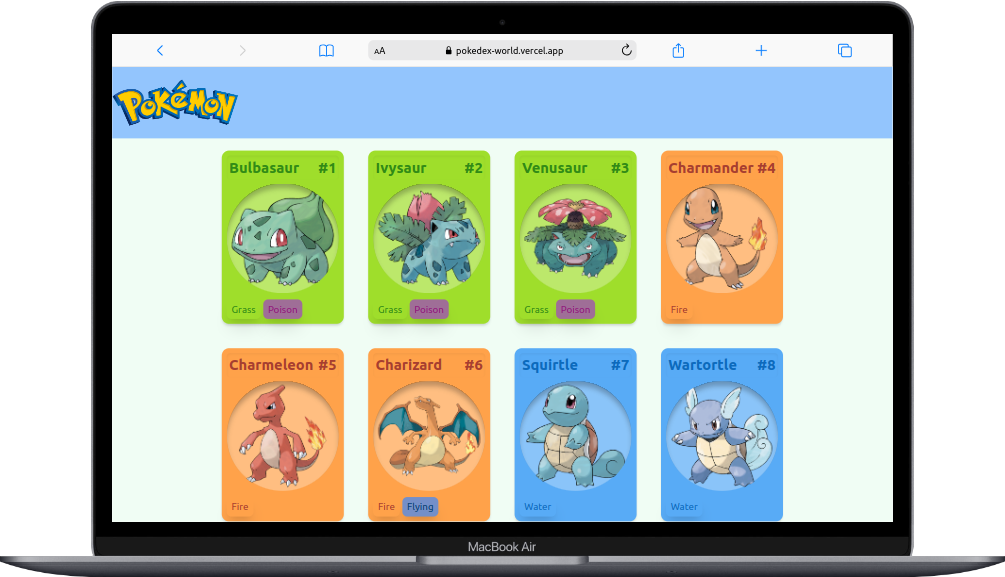 AA pokedex-world.vercel.app
POKéMON
Bulbasaur #1 Ivysaur #2 Venusaur #3 Charmander #4
Grass Poison Grass Poison Grass Poison Fire
Charmeleon #5 Charizard #6 Squirtle #7 Wartortle #8
Fire Fire Flying Water Water
MacBook Air